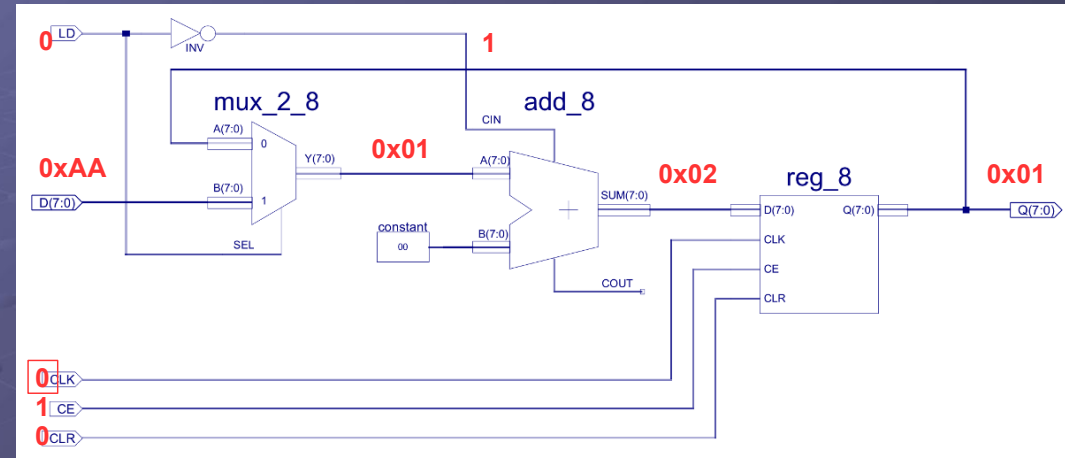 0 LD
INV
1
mux_2_8
add_8
CIN
A(7:0)
0
Y(7:0)
0x01
A(7:0)
0xAA
B(7:0)
1
D(7:0)
SEL
constant
00
B(7:0)
SUM(7:0)
0x02
COUT
reg_8
0x01
D(7:0) Q(7:0)
Q(7:0)
CLK
CE
CLR
0 CLK
1 CE
0 CLR